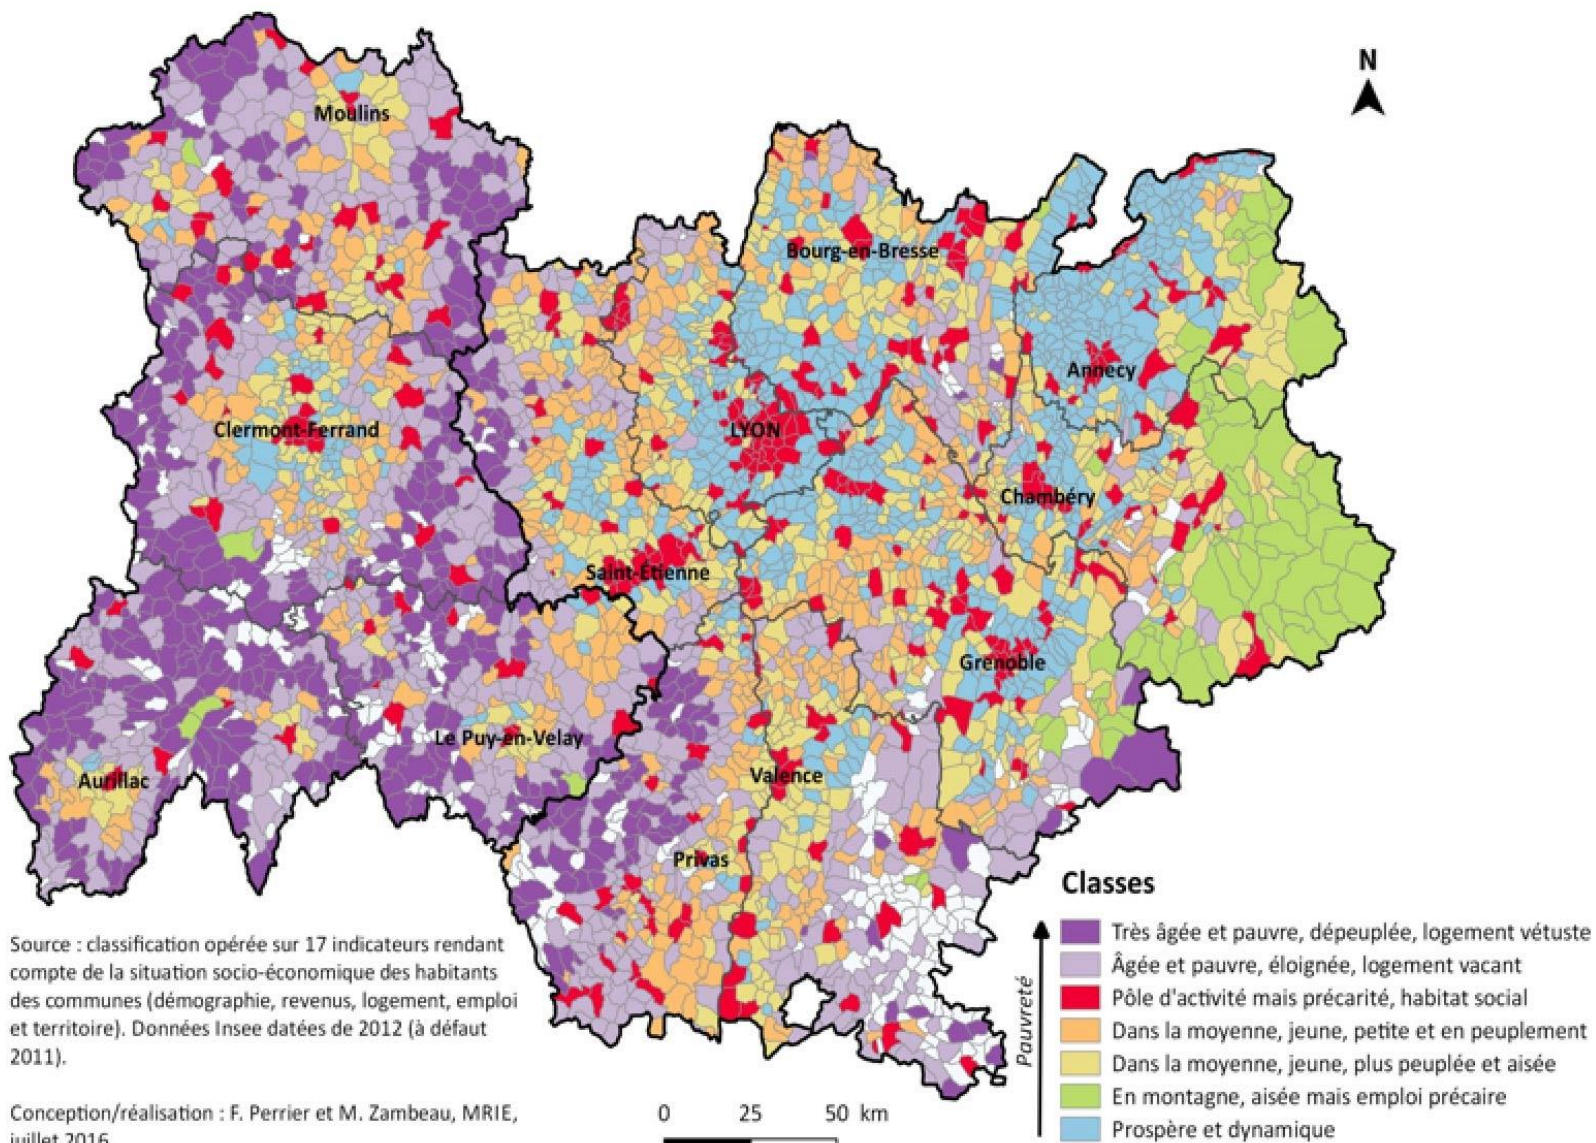 N
Moulins
Bourg-en-Bresse
Annecy
Clermont-Ferrand
LYON
Chambéry
Saint-Étienne
Grenoble
Le Puy-en-Velay
Valence
Aurillac
Privas
Classes
Pauvreté
Très âgée et pauvre, dépeuplée, logement vétuste
Âgée et pauvre, éloignée, logement vacant
Pôle d'activité mais précarité, habitat social
Dans la moyenne, jeune, petite et en peuplement
Dans la moyenne, jeune, plus peuplée et aisée
En montagne, aisée mais emploi précaire
Prospère et dynamique
Source : classification opérée sur 17 indicateurs rendant
compte de la situation socio-économique des habitants
des communes (démographie, revenus, logement, emploi
et territoire). Données Insee datées de 2012 (à défaut
2011).
Conception/réalisation : F. Perrier et M. Zambeau, MRIE,
juillet 2016
0 25 50 km